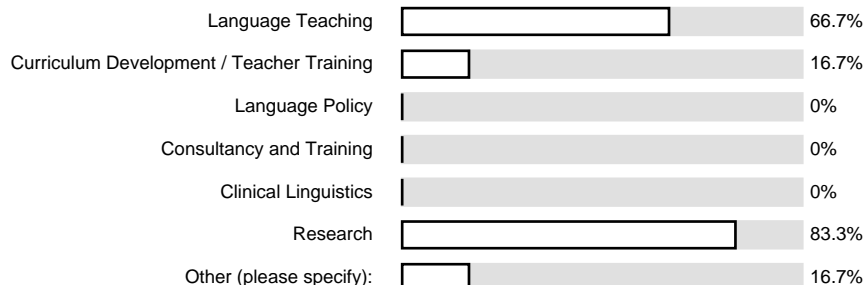 Language Teaching 66.7%
Curriculum Development / Teacher Training 16.7%
Language Policy 0%
Consultancy and Training 0%
Clinical Linguistics 0%
Research 83.3%
Other (please specify): 16.7%